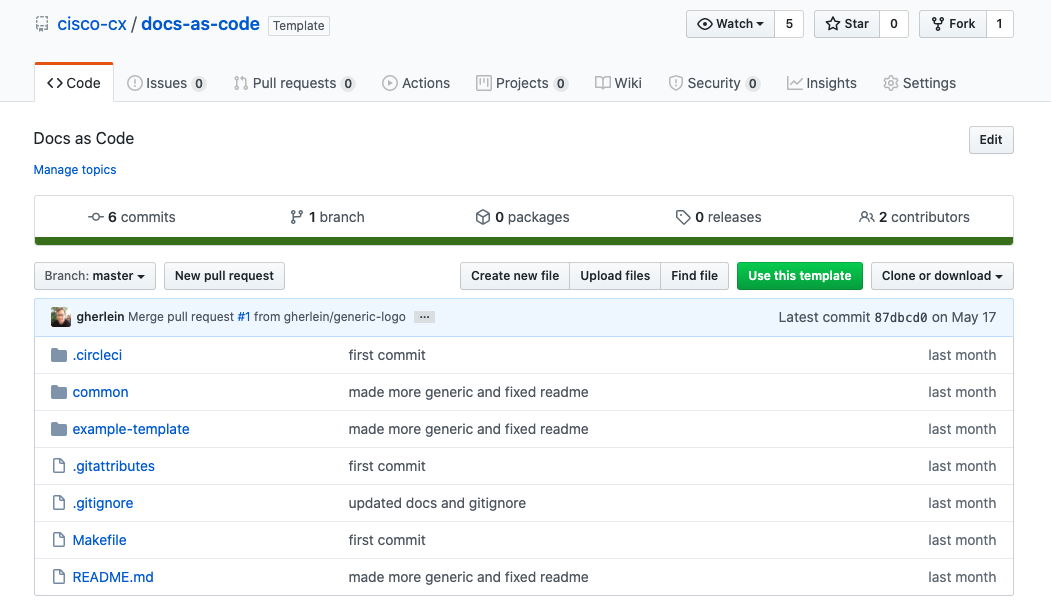 cisco-cx / docs-as-code Template Watch 5 Star 0 Fork 1
Code Issues 0 Pull requests 0 Actions Projects 0 Wiki Security 0 Insights Settings
Docs as Code Edit
Manage topics
6 commits 1 branch 0 packages 0 releases 2 contributors
Branch: master New pull request Create new file Upload files Find file Use this template Clone or download
gherlein Merge pull request #1 from gherlein/generic-logo ... Latest commit 87dbcd0 on May 17
.circleci first commit last month
common made more generic and fixed readme last month
example-template made more generic and fixed readme last month
.gitattributes first commit last month
.gitignore updated docs and gitignore last month
Makefile first commit last month
README.md made more generic and fixed readme last month